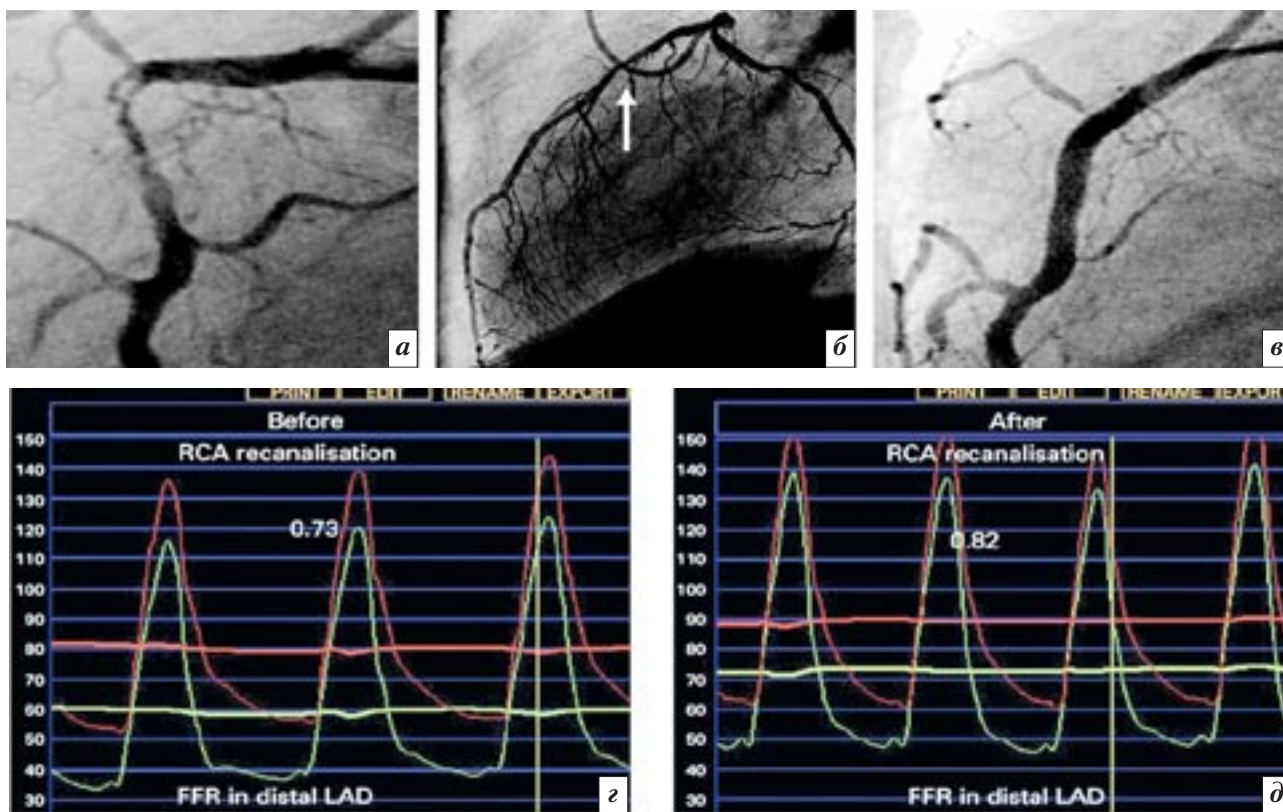 а
б
в
PRINT EDIT RENAME EXPORT
Before
RCA recanalisation
160
140
130
0.73
120
110
100
90
80
70
60
50
40
30
FFR in distal LAD
г
PRINT EDIT RENAME EXPORT
After
RCA recanalisation
160
140
130
120
0.82
110
100
90
80
70
60
50
40
30
FFR in distal LAD
д